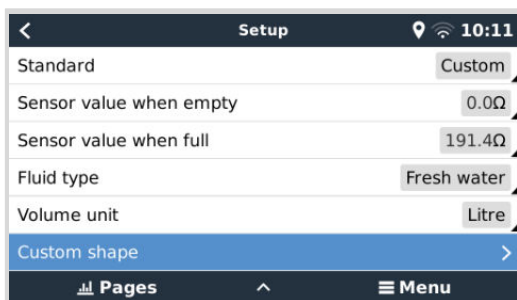 Setup 10:11
Standard Custom
Sensor value when empty 0.0Ω
Sensor value when full 191.4Ω
Fluid type Fresh water
Volume unit Litre
Custom shape
Pages Menu